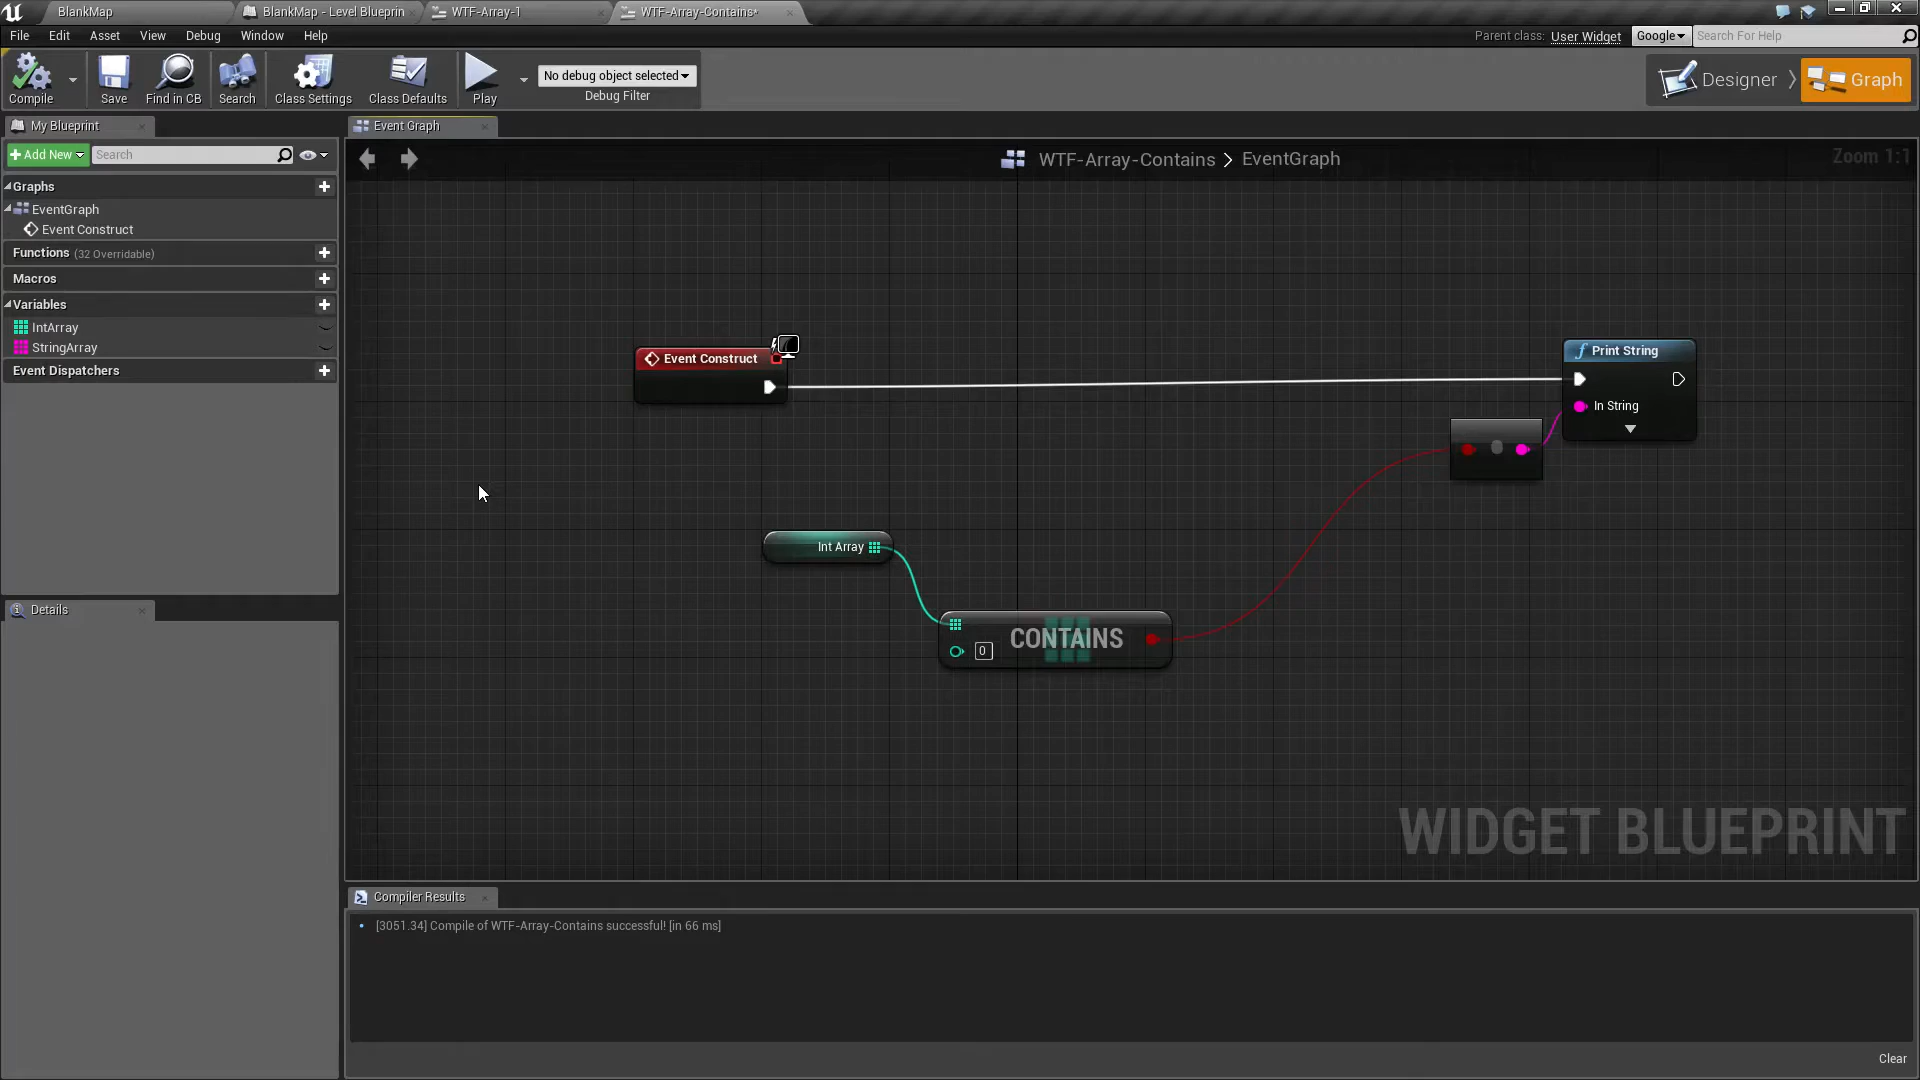 BlankMap
BlankMap - Level Blueprin
WTF-Array-1
WTF-Array-Contains*
File Edit Asset View Debug Window Help
Parent class: User Widget
Google
Search For Help
Compile
Save
Find in CB
Search
Class Settings
Class Defaults
Play
No debug object selected
Debug Filter
Designer
Graph
My Blueprint
Event Graph
Add New
Search
WTF-Array-Contains > EventGraph
Zoom 1:1
Graphs
EventGraph
Event Construct
Functions (32 Overridable)
Macros
Variables
IntArray
StringArray
Event Dispatchers
Event Construct
Print String
In String
Int Array
CONTAINS
0
Details
WIDGET BLUEPRINT
Compiler Results
[3051.34] Compile of WTF-Array-Contains successful! [in 66 ms]
Clear